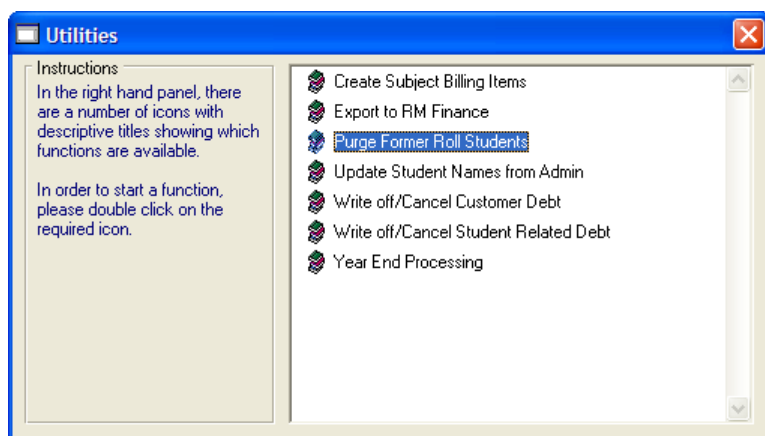 Utilities
Instructions
In the right hand panel, there
are a number of icons with
descriptive titles showing which
functions are available.
In order to start a function,
please double click on the
required icon.
Create Subject Billing Items
Export to RM Finance
Purge Former Roll Students
Update Student Names from Admin
Write off/Cancel Customer Debt
Write off/Cancel Student Related Debt
Year End Processing